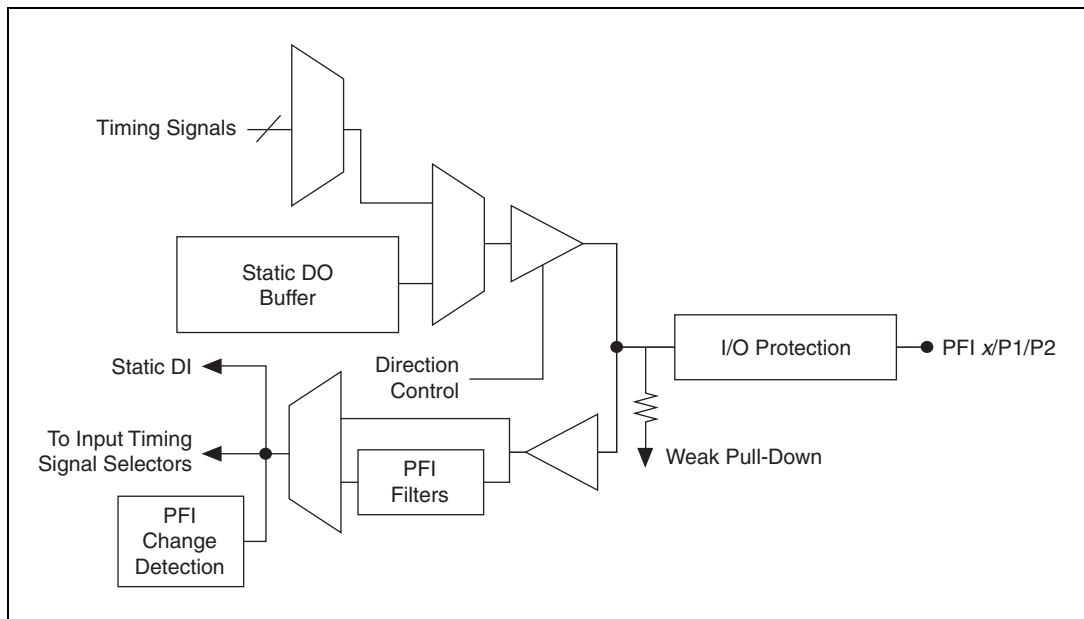 Timing Signals
Static DO
Buffer
Direction
Control
I/O Protection
PFI x/P1/P2
Weak Pull-Down
Static DI
To Input Timing
Signal Selectors
PFI
Filters
PFI
Change
Detection